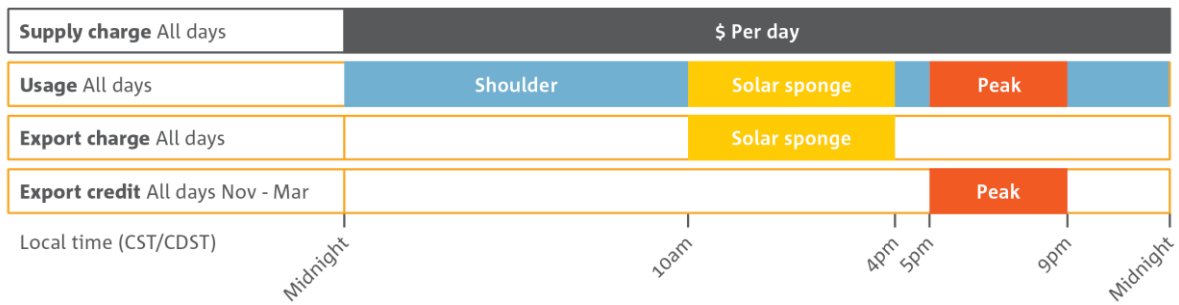 Supply charge All days $ Per day
Usage All days Shoulder Solar sponge Peak
Export charge All days Solar sponge
Export credit All days Nov - Mar Peak
Local time (CST/CDST) Midnight 10am 4pm 5pm 9pm Midnight